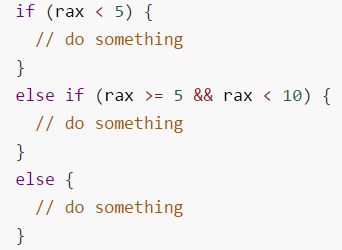 if (rax < 5) {
  // do something
}
else if (rax >= 5 && rax < 10) {
  // do something
}
else {
  // do something
}